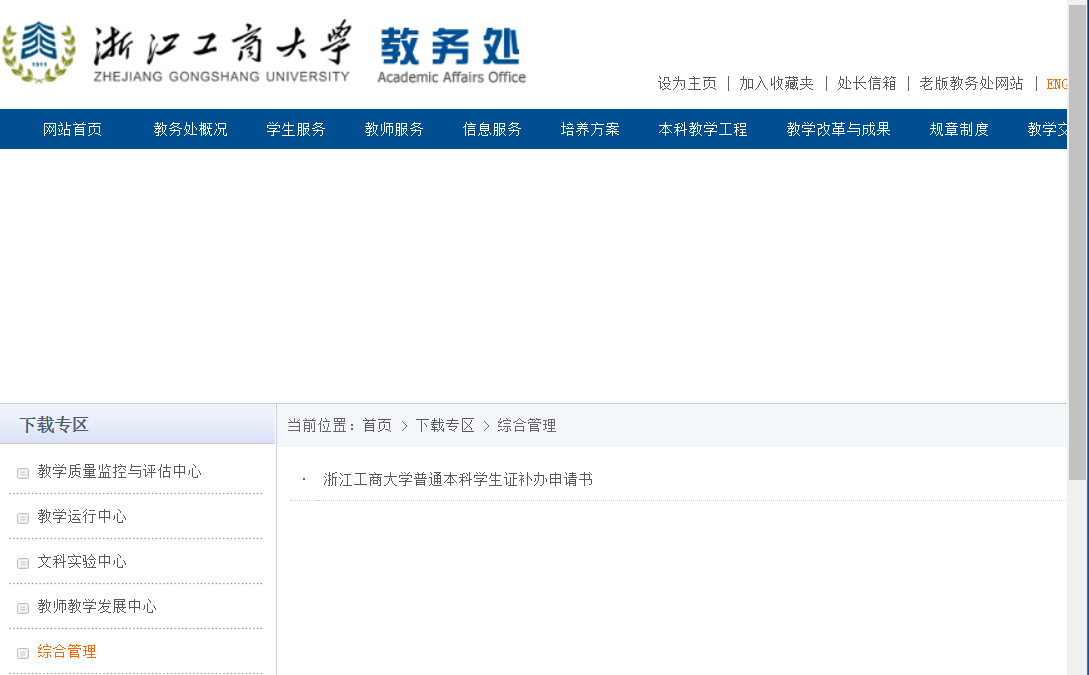 浙江工商大学 教务处
ZHEJIANG GONGSHANG UNIVERSITY Academic Affairs Office
1911
设为主页 | 加入收藏夹 | 处长信箱 | 老版教务处网站 | ENG
网站首页 教务处概况 学生服务 教师服务 信息服务 培养方案 本科教学工程 教学改革与成果 规章制度 教学交
下载专区
当前位置：首页 > 下载专区 > 综合管理
教学质量监控与评估中心
· 浙江工商大学普通本科学生证补办申请书
教学运行中心
文科实验中心
教师教学发展中心
综合管理